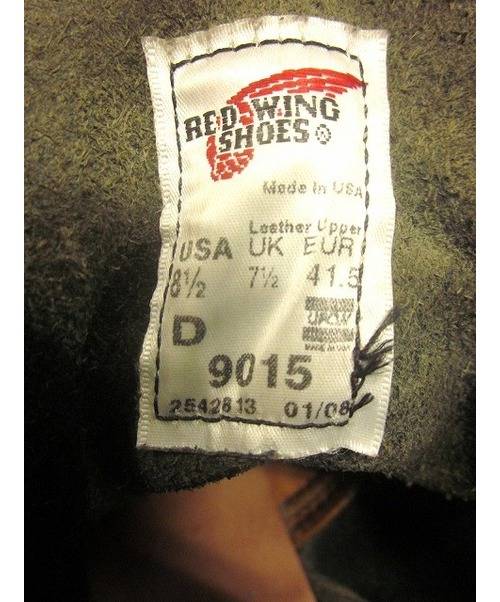 RED WING
SHOES®
Made in USA
Leather Upper
USA UK EUR
8½ 7½ 41.5
D
UFCW
9015
2542813 01/08